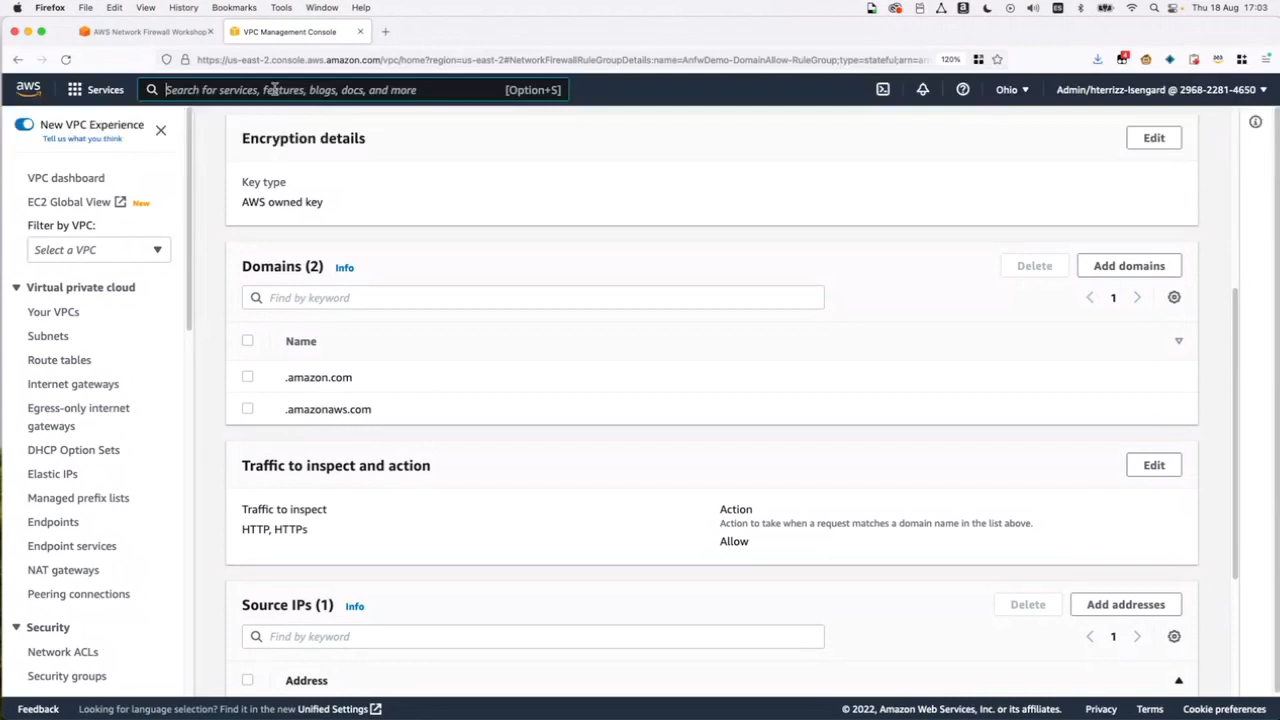 Firefox File Edit View History Bookmarks Tools Window Help Thu 18 Aug 17:03
AWS Network Firewall Workshop VPC Management Console
https://us-east-2.console.aws.amazon.com/vpc/home?region=us-east-2#NetworkFirewallRuleGroupDetails:name=AnfwDemo-DomainAllow-RuleGroup;type=stateful;arn=arn 120%
aws Services Search for services, features, blogs, docs, and more [Option+S] Ohio Admin/hterrizz-Isengard @ 2968-2281-4650
New VPC Experience
Tell us what you think
VPC dashboard
EC2 Global View New
Filter by VPC:
Select a VPC
Virtual private cloud
Your VPCs
Subnets
Route tables
Internet gateways
Egress-only internet
gateways
DHCP Option Sets
Elastic IPs
Managed prefix lists
Endpoints
Endpoint services
NAT gateways
Peering connections
Security
Network ACLs
Security groups
Encryption details Edit
Key type
AWS owned key
Domains (2) Info Delete Add domains
Find by keyword 1
Name
.amazon.com
.amazonaws.com
Traffic to inspect and action Edit
Traffic to inspect
HTTP, HTTPs
Action
Action to take when a request matches a domain name in the list above.
Allow
Source IPs (1) Info Delete Add addresses
Find by keyword 1
Address
Feedback Looking for language selection? Find it in the new Unified Settings © 2022, Amazon Web Services, Inc. or its affiliates. Privacy Terms Cookie preferences